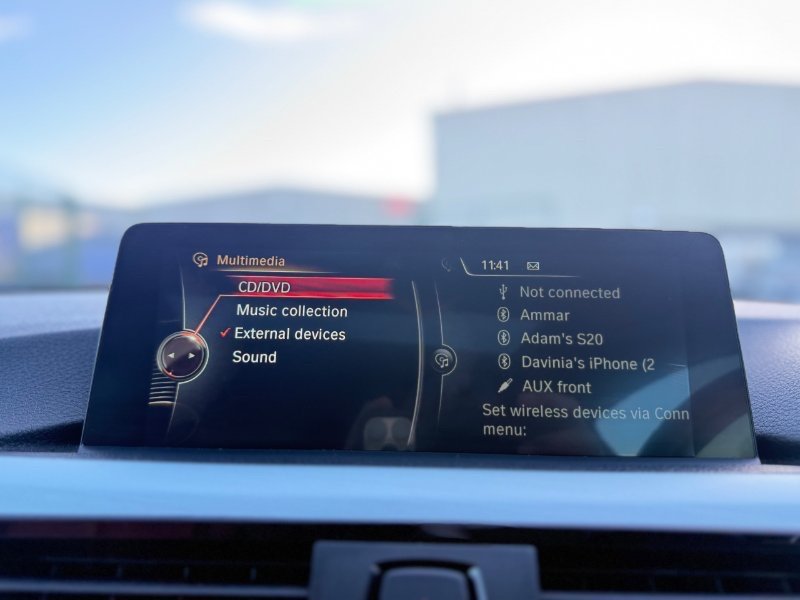 Multimedia
CD/DVD
Music collection
External devices
Sound
11:41
Not connected
Ammar
Adam's S20
Davinia's iPhone (2
AUX front
Set wireless devices via Conn
menu: